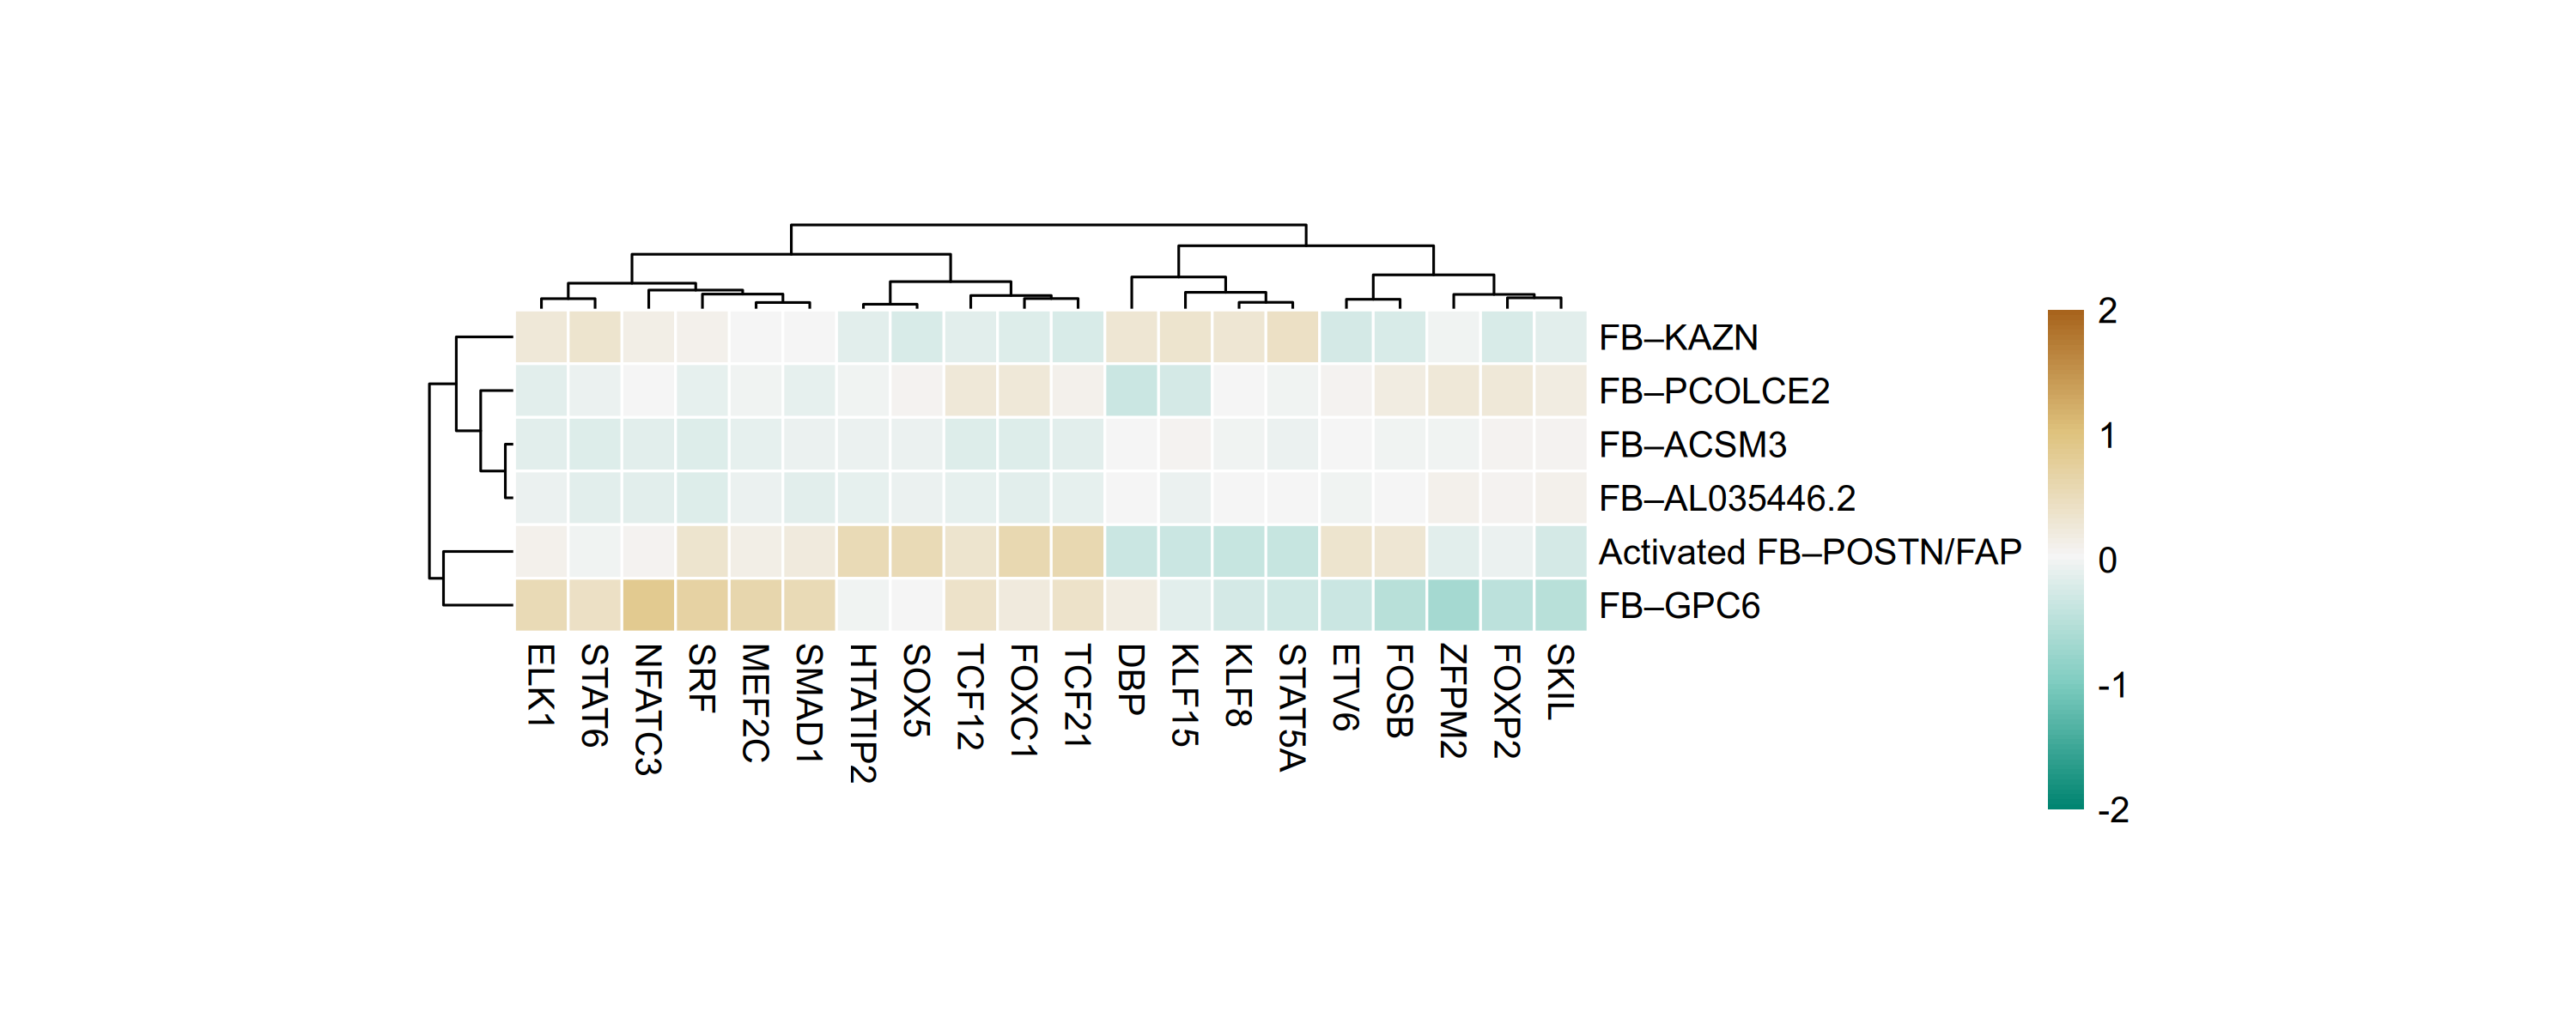 FB–KAZN
FB–PCOLCE2
FB–ACSM3
FB–AL035446.2
Activated FB–POSTN/FAP
FB–GPC6
ELK1
STAT6
NFATC3
SRF
MEF2C
SMAD1
HTATIP2
SOX5
TCF12
FOXC1
TCF21
DBP
KLF15
KLF8
STAT5A
ETV6
FOSB
ZFPM2
FOXP2
SKIL
2
1
0
-1
-2